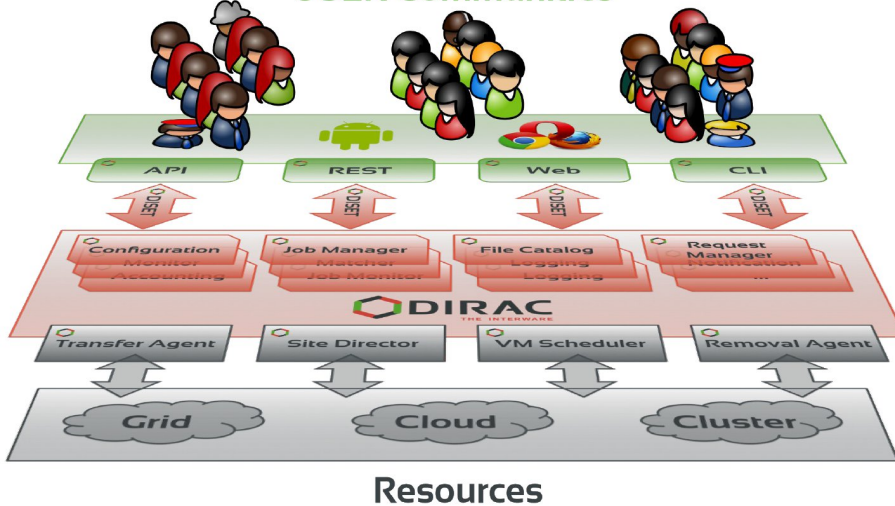 API
REST
Web
CLI
DISET
DISET
DISET
DISET
Configuration
Monitor
Accounting
Job Manager
Matcher
Job Monitor
File Catalog
Logging
Logging
Request
Manager
Notification
...
DIRAC
THE INTERWARE
Transfer Agent
Site Director
VM Scheduler
Removal Agent
Grid
Cloud
Cluster
Resources